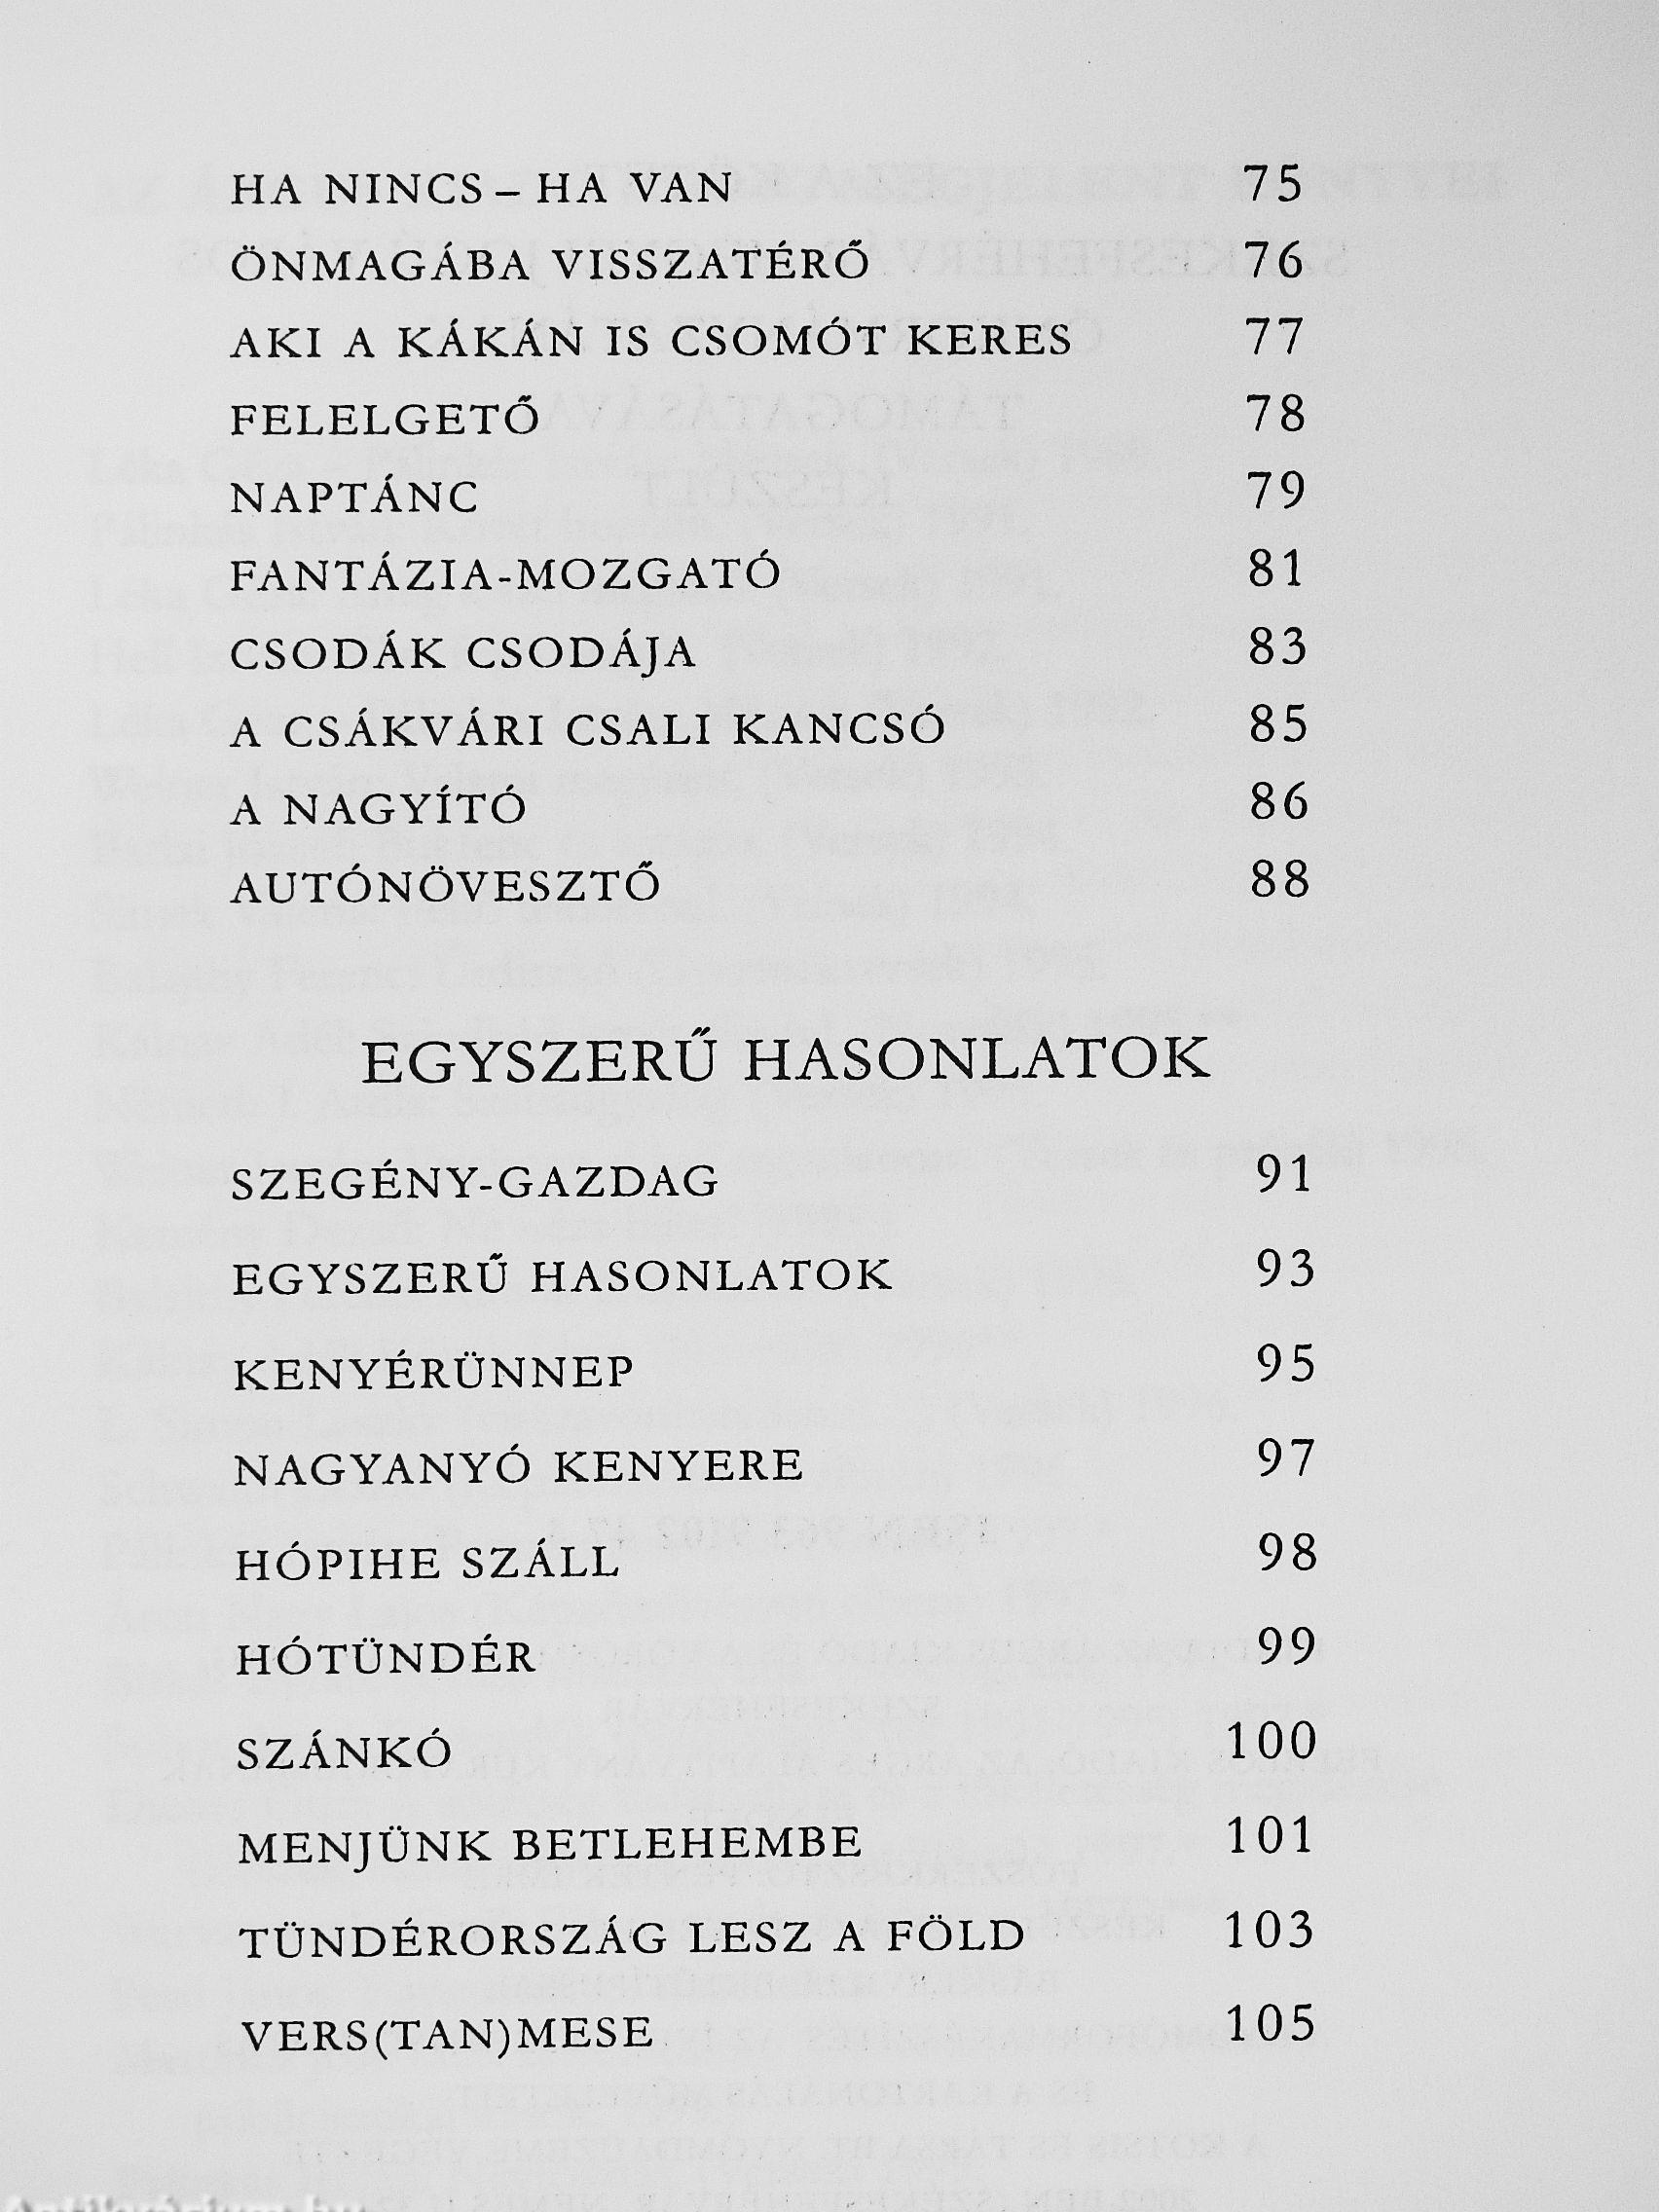 HA NINCS – HA VAN 75
ÖNMAGÁBA VISSZATÉRŐ 76
AKI A KÁKÁN IS CSOMÓT KERES 77
FELELGETŐ 78
NAPTÁNC 79
FANTÁZIA-MOZGATÓ 81
CSODÁK CSODÁJA 83
A CSÁKVÁRI CSALI KANCSÓ 85
A NAGYÍTÓ 86
AUTÓNÖVESZTŐ 88
EGYSZERŰ HASONLATOK
SZEGÉNY-GAZDAG 91
EGYSZERŰ HASONLATOK 93
KENYÉRÜNNEP 95
NAGYANYÓ KENYERE 97
HÓPIHE SZÁLL 98
HÓTÜNDÉR 99
SZÁNKÓ 100
MENJÜNK BETLEHEMBE 101
TÜNDÉRORSZÁG LESZ A FÖLD 103
VERS(TAN)MESE 105